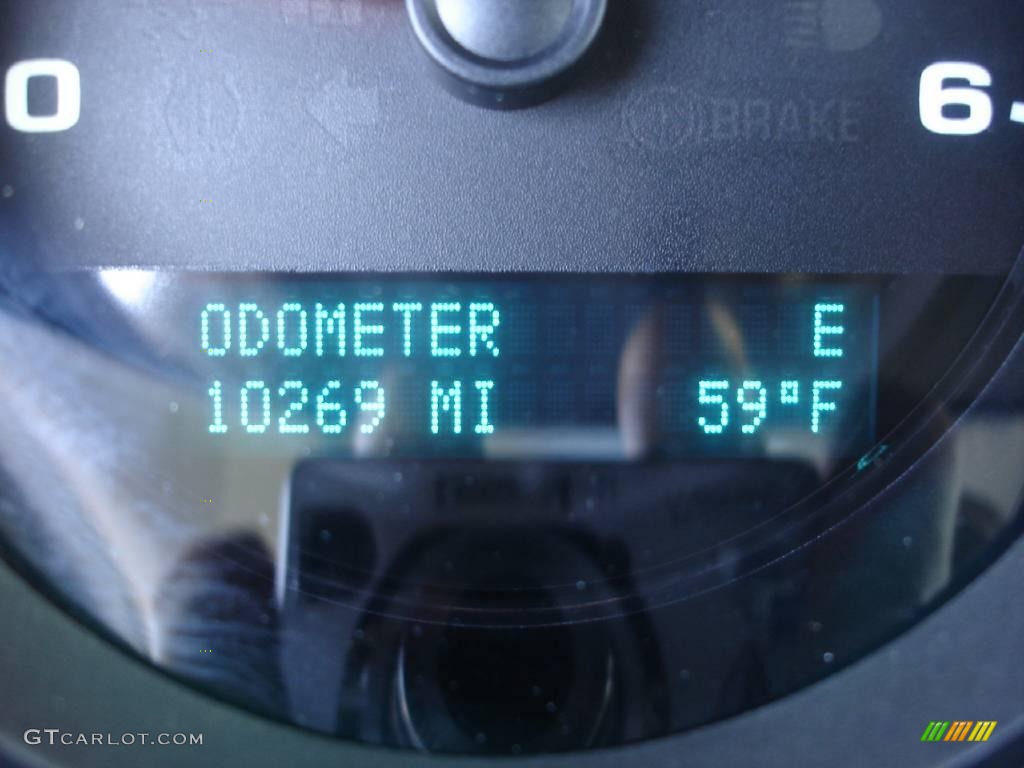 0 6
BRAKE
ODOMETER E
10269 MI 59°F
GTCARLOT.COM